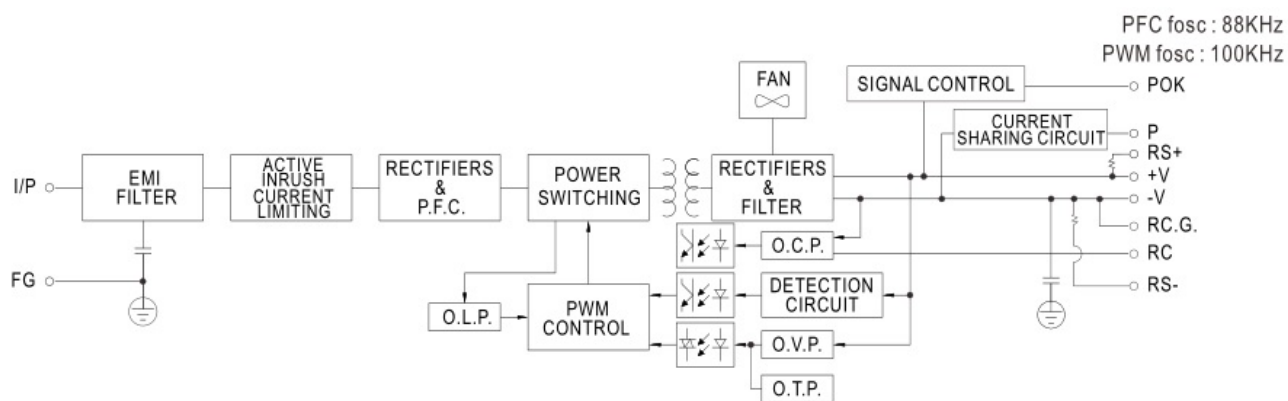 PFC fosc : 88KHz
PWM fosc : 100KHz
FAN
SIGNAL CONTROL
POK
CURRENT
SHARING CIRCUIT
P
RS+
I/P
EMI
FILTER
ACTIVE
INRUSH
CURRENT
LIMITING
RECTIFIERS
&
P.F.C.
POWER
SWITCHING
RECTIFIERS
&
FILTER
+V
-V
RC.G.
O.C.P.
RC
FG
DETECTION
CIRCUIT
RS-
O.L.P.
PWM
CONTROL
O.V.P.
O.T.P.